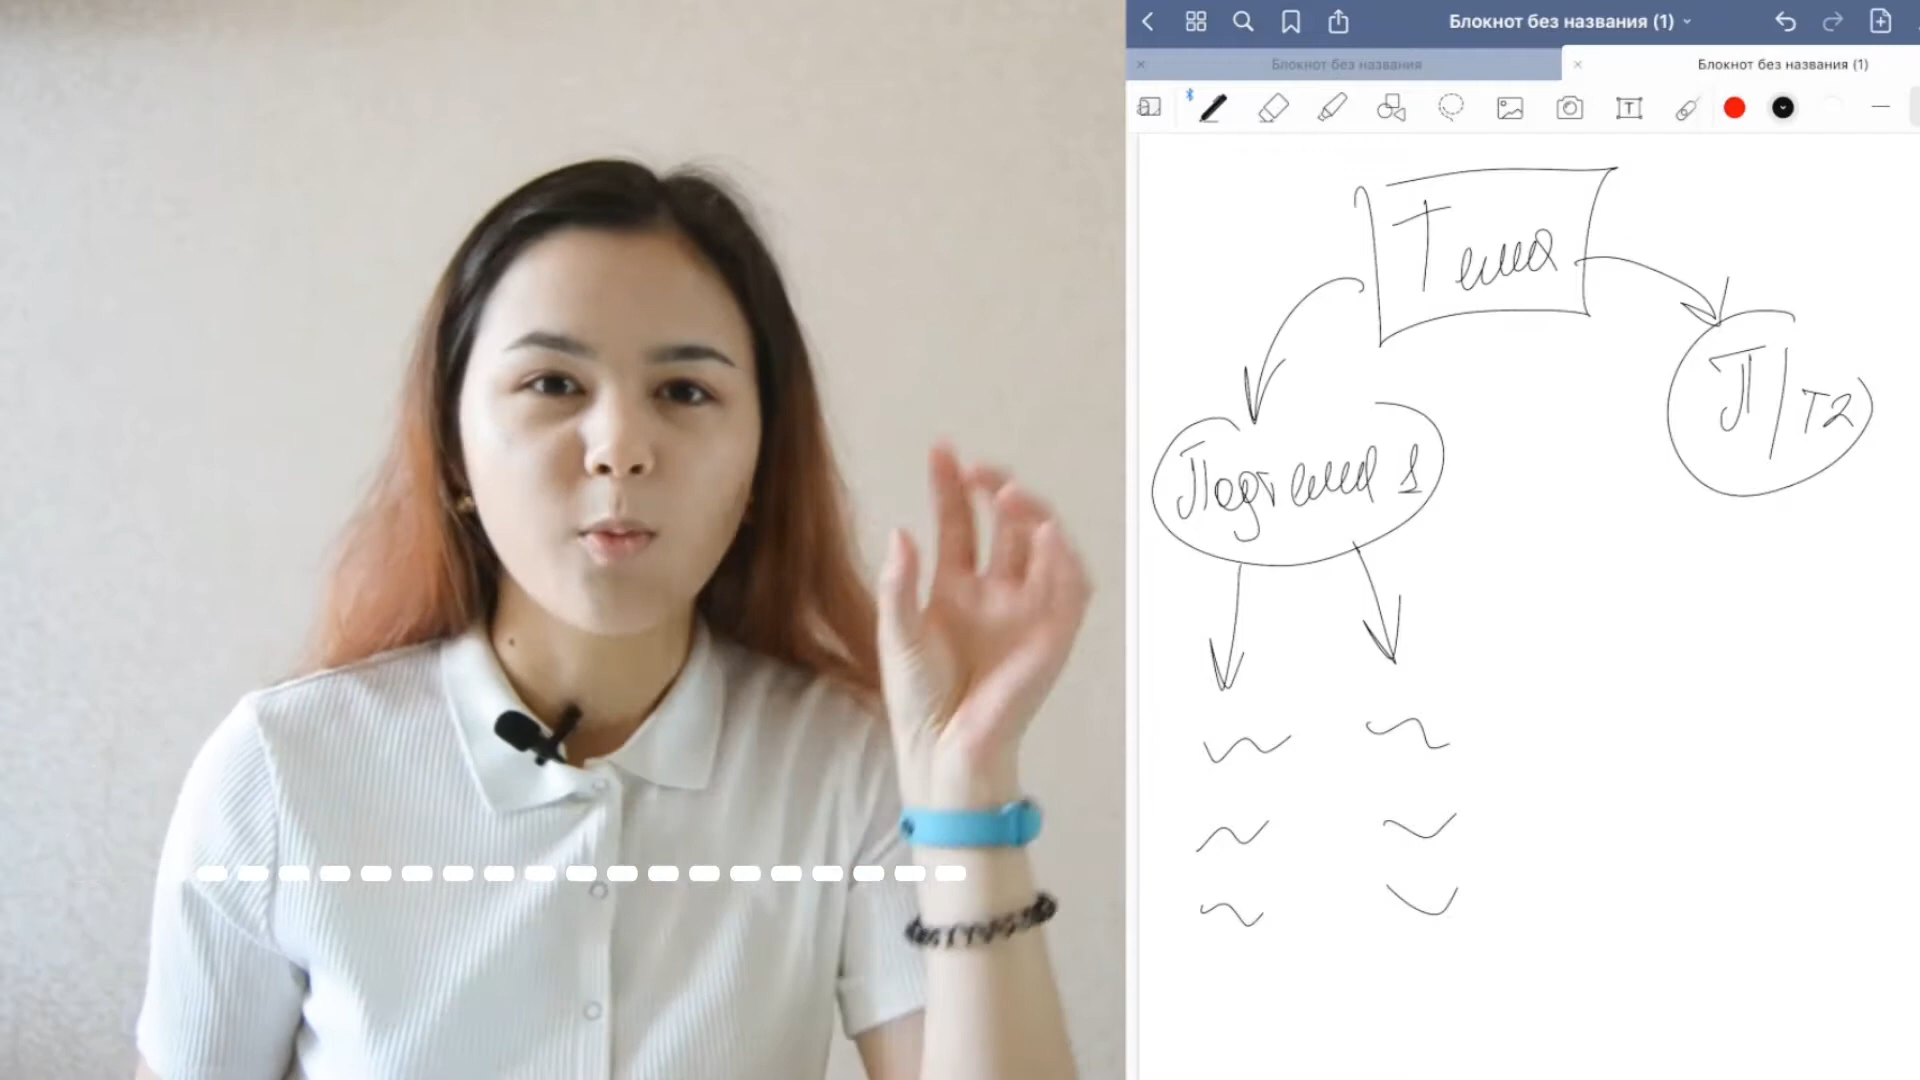 Блокнот без названия (1)
Блокнот без названия
Блокнот без названия (1)
T
Тема
Подтема 1
П/т2